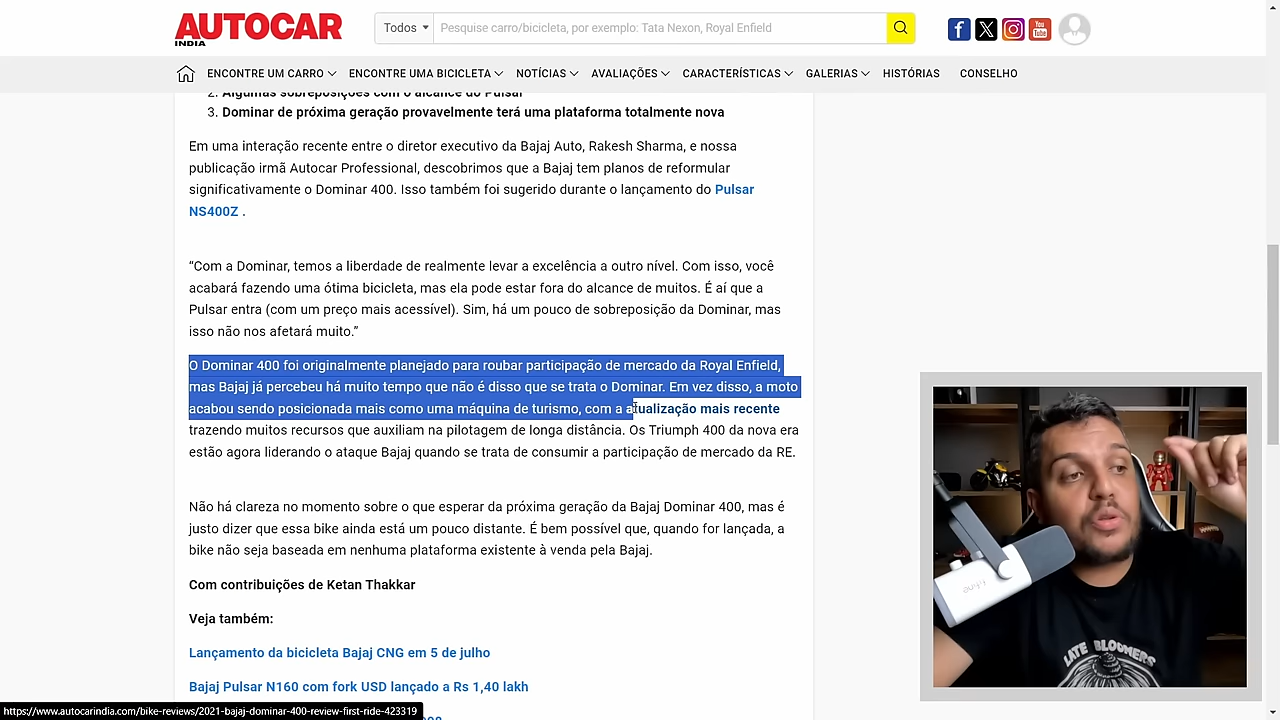 AUTOCAR
INDIA
Todos
Pesquise carro/bicicleta, por exemplo: Tata Nexon, Royal Enfield
You
Tube
ENCONTRE UM CARRO
ENCONTRE UMA BICICLETA
NOTÍCIAS
AVALIAÇÕES
CARACTERÍSTICAS
GALERIAS
HISTÓRIAS
CONSELHO
2. Algumas sobreposições com o alcance do Pulsar
3. Dominar de próxima geração provavelmente terá uma plataforma totalmente nova
Em uma interação recente entre o diretor executivo da Bajaj Auto, Rakesh Sharma, e nossa
publicação irmã Autocar Professional, descobrimos que a Bajaj tem planos de reformular
significativamente o Dominar 400. Isso também foi sugerido durante o lançamento do Pulsar
NS400Z .
“Com a Dominar, temos a liberdade de realmente levar a excelência a outro nível. Com isso, você
acabará fazendo uma ótima bicicleta, mas ela pode estar fora do alcance de muitos. É aí que a
Pulsar entra (com um preço mais acessível). Sim, há um pouco de sobreposição da Dominar, mas
isso não nos afetará muito.”
O Dominar 400 foi originalmente planejado para roubar participação de mercado da Royal Enfield,
mas Bajaj já percebeu há muito tempo que não é disso que se trata o Dominar. Em vez disso, a moto
acabou sendo posicionada mais como uma máquina de turismo, com a atualização mais recente
trazendo muitos recursos que auxiliam na pilotagem de longa distância. Os Triumph 400 da nova era
estão agora liderando o ataque Bajaj quando se trata de consumir a participação de mercado da RE.
Não há clareza no momento sobre o que esperar da próxima geração da Bajaj Dominar 400, mas é
justo dizer que essa bike ainda está um pouco distante. É bem possível que, quando for lançada, a
bike não seja baseada em nenhuma plataforma existente à venda pela Bajaj.
Com contribuições de Ketan Thakkar
Veja também:
Lançamento da bicicleta Bajaj CNG em 5 de julho
Bajaj Pulsar N160 com fork USD lançado a Rs 1,40 lakh
https://www.autocarindia.com/bike-reviews/2021-bajaj-dominar-400-review-first-ride-423319
fifine
LATE BLOOMERS